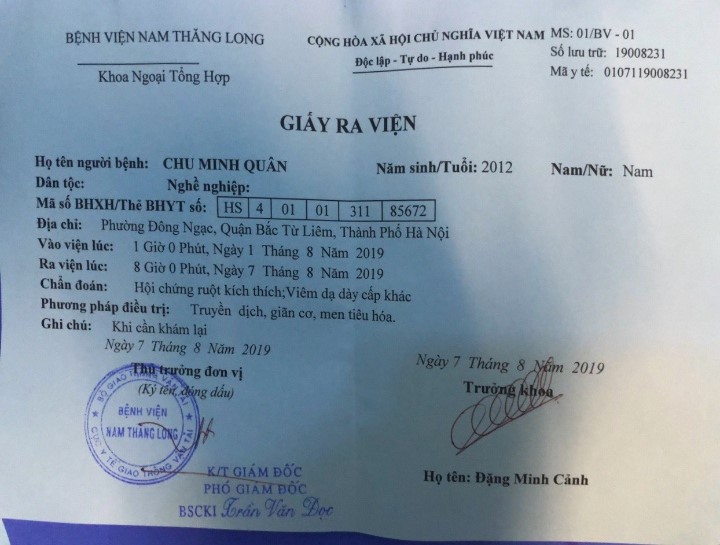 BỆNH VIỆN NAM THĂNG LONG
Khoa Ngoại Tổng Hợp
CỘNG HÒA XÃ HỘI CHỦ NGHĨA VIỆT NAM
Độc lập - Tự do - Hạnh phúc
MS: 01/BV - 01
Số lưu trữ: 19008231
Mã y tế: 0107119008231
GIẤY RA VIỆN
Họ tên người bệnh: CHU MINH QUÂN Năm sinh/Tuổi: 2012 Nam/Nữ: Nam
Dân tộc: Nghề nghiệp:
Mã số BHXH/Thẻ BHYT số: HS 4 01 01 311 85672
Địa chỉ: Phường Đông Ngạc, Quận Bắc Từ Liêm, Thành Phố Hà Nội
Vào viện lúc: 1 Giờ 0 Phút, Ngày 1 Tháng 8 Năm 2019
Ra viện lúc: 8 Giờ 0 Phút, Ngày 7 Tháng 8 Năm 2019
Chẩn đoán: Hội chứng ruột kích thích;Viêm dạ dày cấp khác
Phương pháp điều trị: Truyền dịch, giãn cơ, men tiêu hóa.
Ghi chú: Khi cần khám lại
Ngày 7 Tháng 8 Năm 2019
Thủ trưởng đơn vị
(Ký tên, đóng dấu)
BỘ GIAO THÔNG VẬN TẢI
BỆNH VIỆN
NAM THĂNG LONG
CỤC Y TẾ GIAO THÔNG VẬN TẢI
K/T GIÁM ĐỐC
PHÓ GIÁM ĐỐC
BSCKI Trần Văn Đọc
Ngày 7 Tháng 8 Năm 2019
Trưởng khoa
Họ tên: Đặng Minh Cảnh